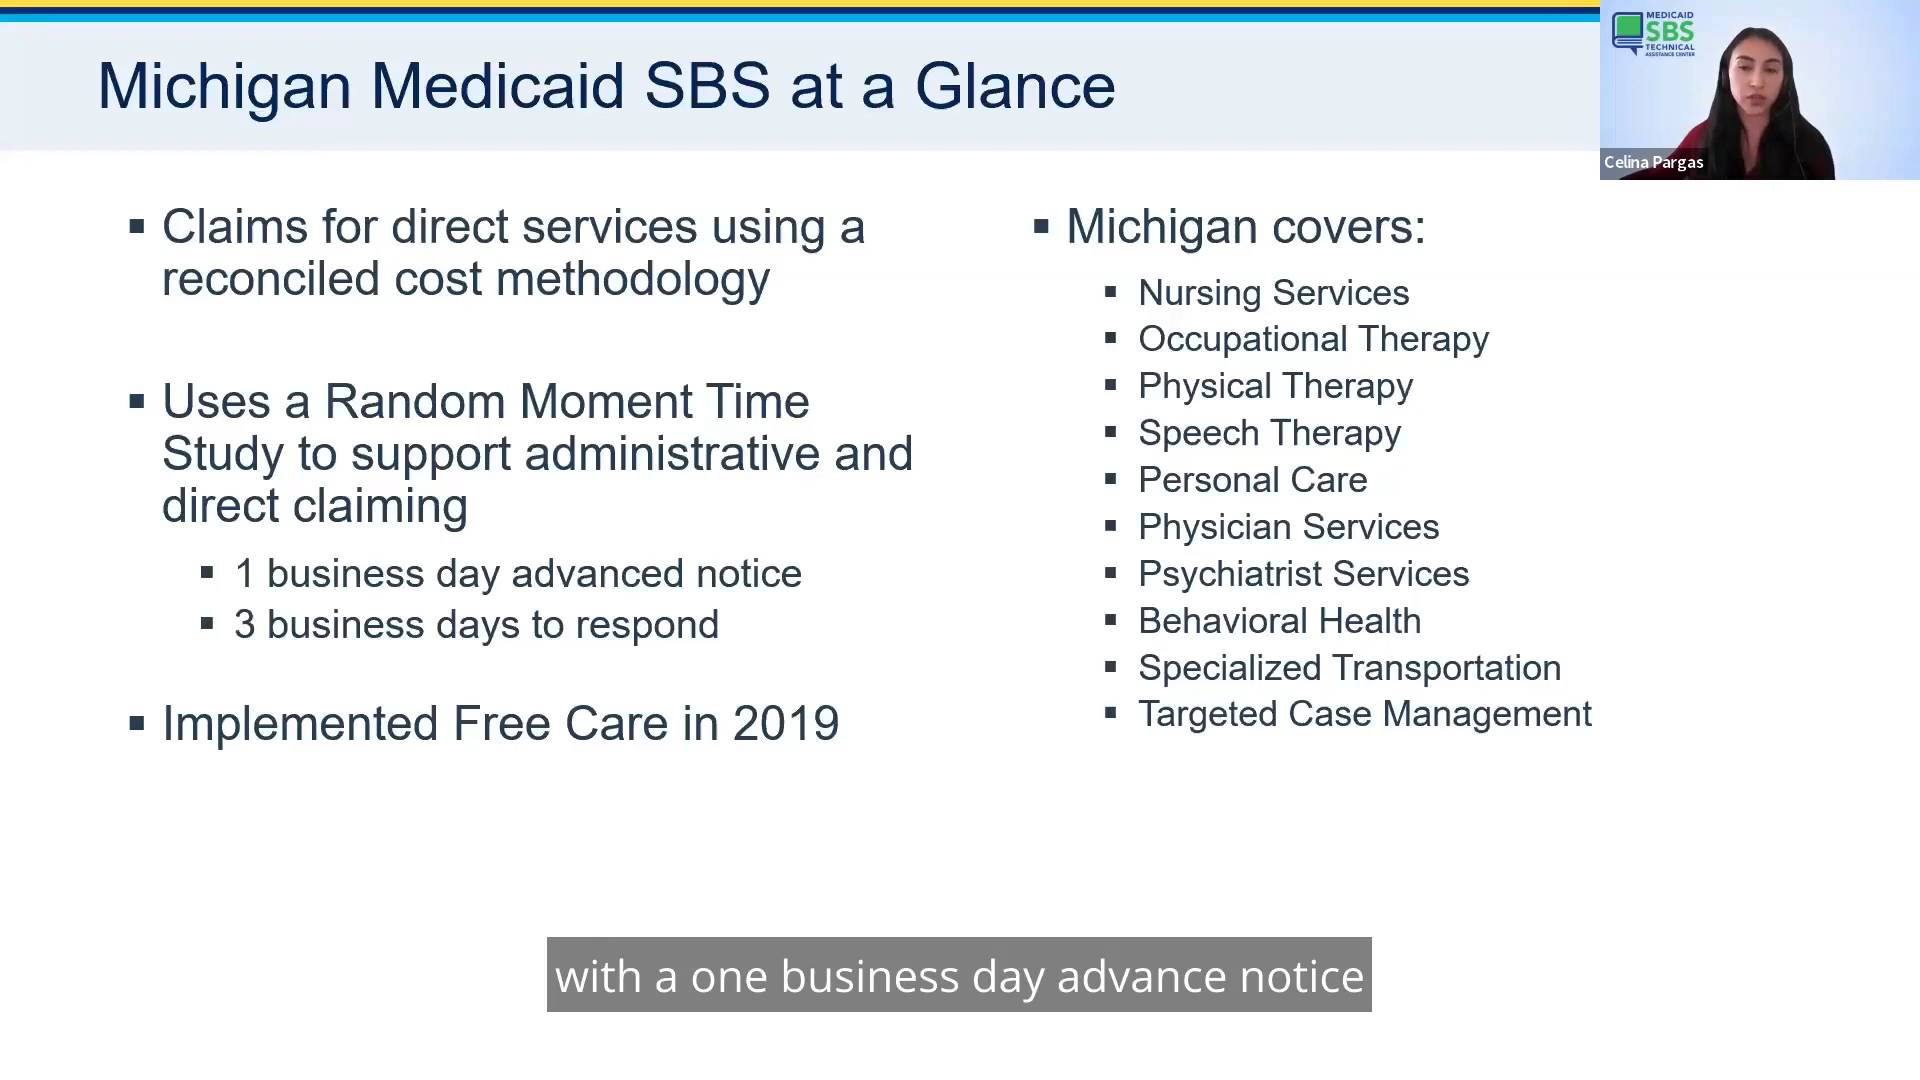 Michigan Medicaid SBS at a Glance
MEDICAID
SBS
TECHNICAL
ASSISTANCE CENTER
Celina Pargas
▪ Claims for direct services using a
reconciled cost methodology
▪ Uses a Random Moment Time
Study to support administrative and
direct claiming
▪ 1 business day advanced notice
▪ 3 business days to respond
▪ Implemented Free Care in 2019
▪ Michigan covers:
▪ Nursing Services
▪ Occupational Therapy
▪ Physical Therapy
▪ Speech Therapy
▪ Personal Care
▪ Physician Services
▪ Psychiatrist Services
▪ Behavioral Health
▪ Specialized Transportation
▪ Targeted Case Management
with a one business day advance notice